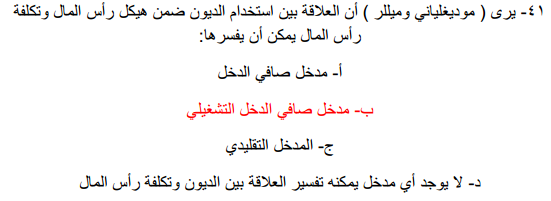 ٤١- يرى ( موديغلياني وميللر ) أن العلاقة بين استخدام الديون ضمن هيكل رأس المال وتكلفة
رأس المال يمكن أن يفسرها:
أ- مدخل صافي الدخل
ب- مدخل صافي الدخل التشغيلي
ج- المدخل التقليدي
د- لا يوجد أي مدخل يمكنه تفسير العلاقة بين الديون وتكلفة رأس المال